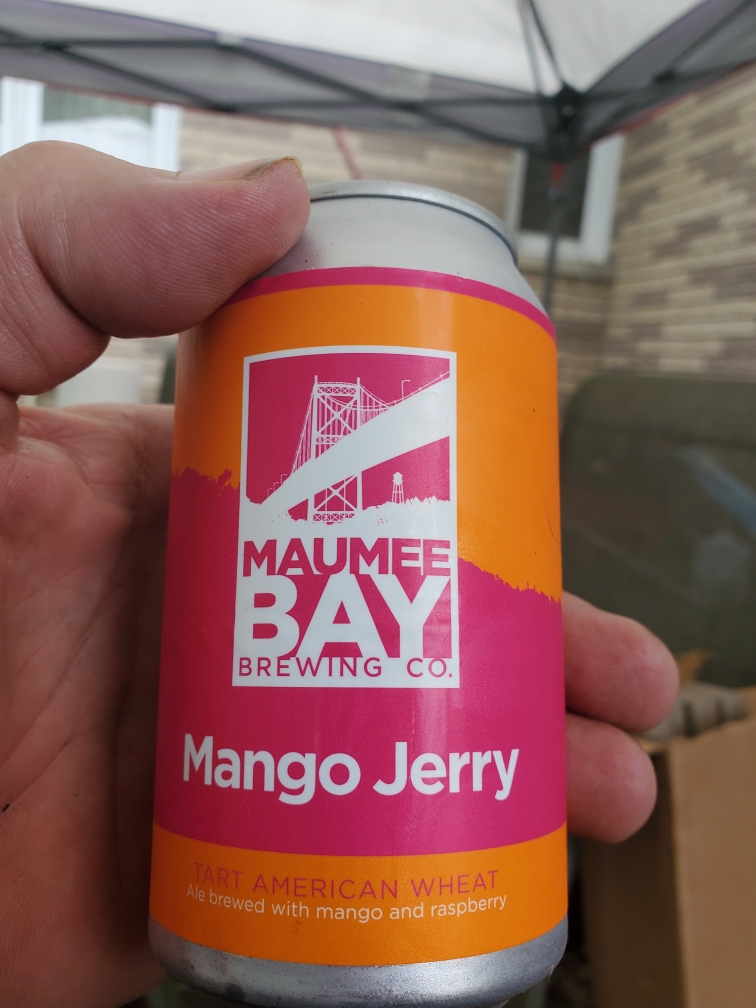 MAUMEE
BAY
BREWING CO.
Mango Jerry
TART AMERICAN WHEAT
Ale brewed with mango and raspberry